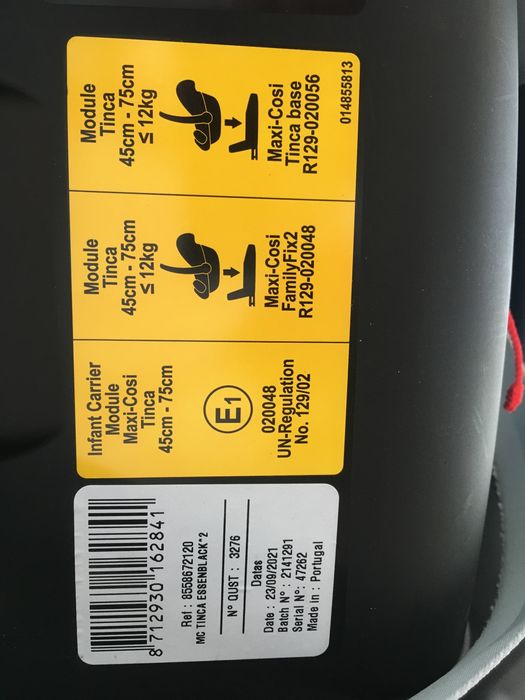 Infant Carrier
Module
Maxi-Cosi
Tinca
45cm - 75cm
E1
020048
UN-Regulation
No. 129/02
Module
Tinca
45cm - 75cm
≤ 12kg
Maxi-Cosi
FamilyFix2
R129-020048
Module
Tinca
45cm - 75cm
≤ 12kg
Maxi-Cosi
Tinca base
R129-020056
014855813
8 712930 162841
Ref : 8558672120
MC TINCA ESSENBLACK*2
N° QUST : 3276
Datas
Date : 23/09/2021
Batch N° : 2141291
Serial N° : 47262
Made in : Portugal